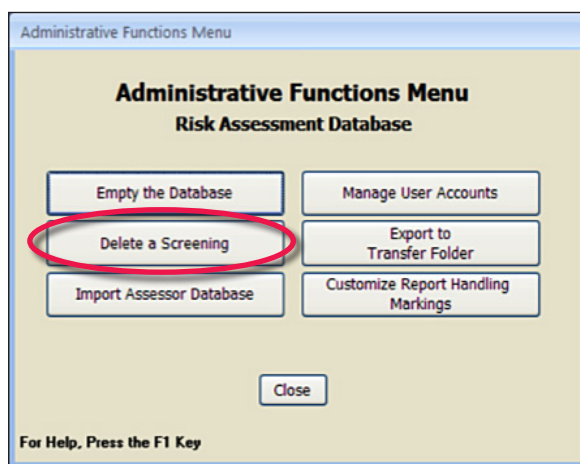 Administrative Functions Menu
Administrative Functions Menu
Risk Assessment Database
Empty the Database
Manage User Accounts
Delete a Screening
Export to
Transfer Folder
Import Assessor Database
Customize Report Handling
Markings
Close
For Help, Press the F1 Key